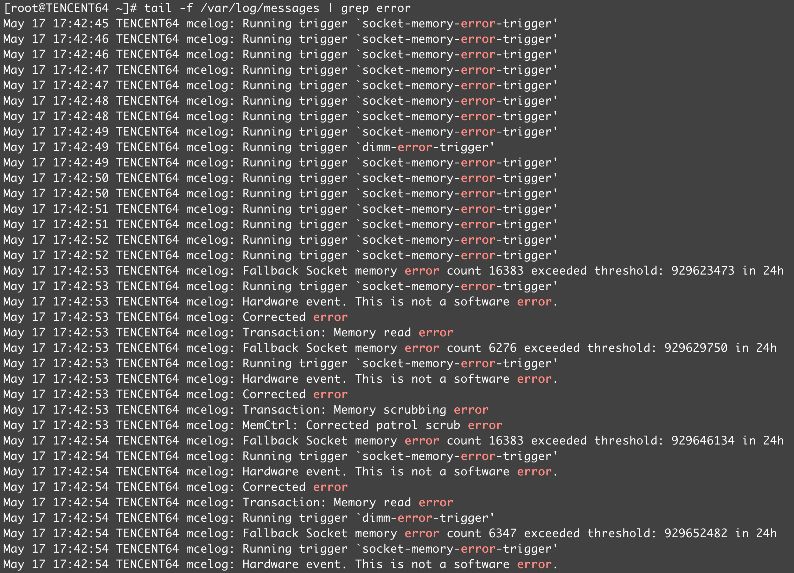 [root@TENCENT64 ~]# tail -f /var/log/messages | grep error
May 17 17:42:45 TENCENT64 mcelog: Running trigger `socket-memory-error-trigger'
May 17 17:42:46 TENCENT64 mcelog: Running trigger `socket-memory-error-trigger'
May 17 17:42:46 TENCENT64 mcelog: Running trigger `socket-memory-error-trigger'
May 17 17:42:47 TENCENT64 mcelog: Running trigger `socket-memory-error-trigger'
May 17 17:42:47 TENCENT64 mcelog: Running trigger `socket-memory-error-trigger'
May 17 17:42:48 TENCENT64 mcelog: Running trigger `socket-memory-error-trigger'
May 17 17:42:48 TENCENT64 mcelog: Running trigger `socket-memory-error-trigger'
May 17 17:42:49 TENCENT64 mcelog: Running trigger `socket-memory-error-trigger'
May 17 17:42:49 TENCENT64 mcelog: Running trigger `dimm-error-trigger'
May 17 17:42:49 TENCENT64 mcelog: Running trigger `socket-memory-error-trigger'
May 17 17:42:50 TENCENT64 mcelog: Running trigger `socket-memory-error-trigger'
May 17 17:42:50 TENCENT64 mcelog: Running trigger `socket-memory-error-trigger'
May 17 17:42:51 TENCENT64 mcelog: Running trigger `socket-memory-error-trigger'
May 17 17:42:51 TENCENT64 mcelog: Running trigger `socket-memory-error-trigger'
May 17 17:42:52 TENCENT64 mcelog: Running trigger `socket-memory-error-trigger'
May 17 17:42:52 TENCENT64 mcelog: Running trigger `socket-memory-error-trigger'
May 17 17:42:53 TENCENT64 mcelog: Fallback Socket memory error count 16383 exceeded threshold: 929623473 in 24h
May 17 17:42:53 TENCENT64 mcelog: Running trigger `socket-memory-error-trigger'
May 17 17:42:53 TENCENT64 mcelog: Hardware event. This is not a software error.
May 17 17:42:53 TENCENT64 mcelog: Corrected error
May 17 17:42:53 TENCENT64 mcelog: Transaction: Memory read error
May 17 17:42:53 TENCENT64 mcelog: Fallback Socket memory error count 6276 exceeded threshold: 929629750 in 24h
May 17 17:42:53 TENCENT64 mcelog: Running trigger `socket-memory-error-trigger'
May 17 17:42:53 TENCENT64 mcelog: Hardware event. This is not a software error.
May 17 17:42:53 TENCENT64 mcelog: Corrected error
May 17 17:42:53 TENCENT64 mcelog: Transaction: Memory scrubbing error
May 17 17:42:53 TENCENT64 mcelog: MemCtrl: Corrected patrol scrub error
May 17 17:42:54 TENCENT64 mcelog: Fallback Socket memory error count 16383 exceeded threshold: 929646134 in 24h
May 17 17:42:54 TENCENT64 mcelog: Running trigger `socket-memory-error-trigger'
May 17 17:42:54 TENCENT64 mcelog: Hardware event. This is not a software error.
May 17 17:42:54 TENCENT64 mcelog: Corrected error
May 17 17:42:54 TENCENT64 mcelog: Transaction: Memory read error
May 17 17:42:54 TENCENT64 mcelog: Running trigger `dimm-error-trigger'
May 17 17:42:54 TENCENT64 mcelog: Fallback Socket memory error count 6347 exceeded threshold: 929652482 in 24h
May 17 17:42:54 TENCENT64 mcelog: Running trigger `socket-memory-error-trigger'
May 17 17:42:54 TENCENT64 mcelog: Hardware event. This is not a software error.